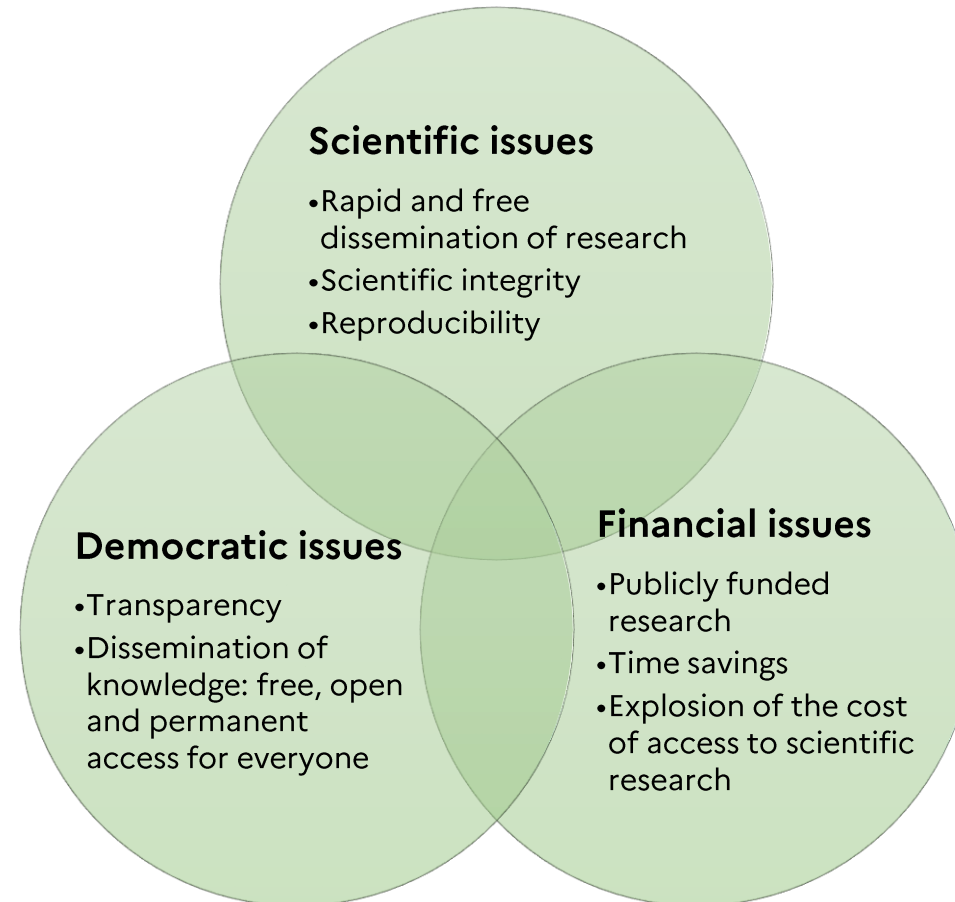 Scientific issues
•Rapid and free
dissemination of research
•Scientific integrity
•Reproducibility
Democratic issues
•Transparency
•Dissemination of
knowledge: free, open
and permanent
access for everyone
Financial issues
•Publicly funded
research
•Time savings
•Explosion of the cost
of access to scientific
research